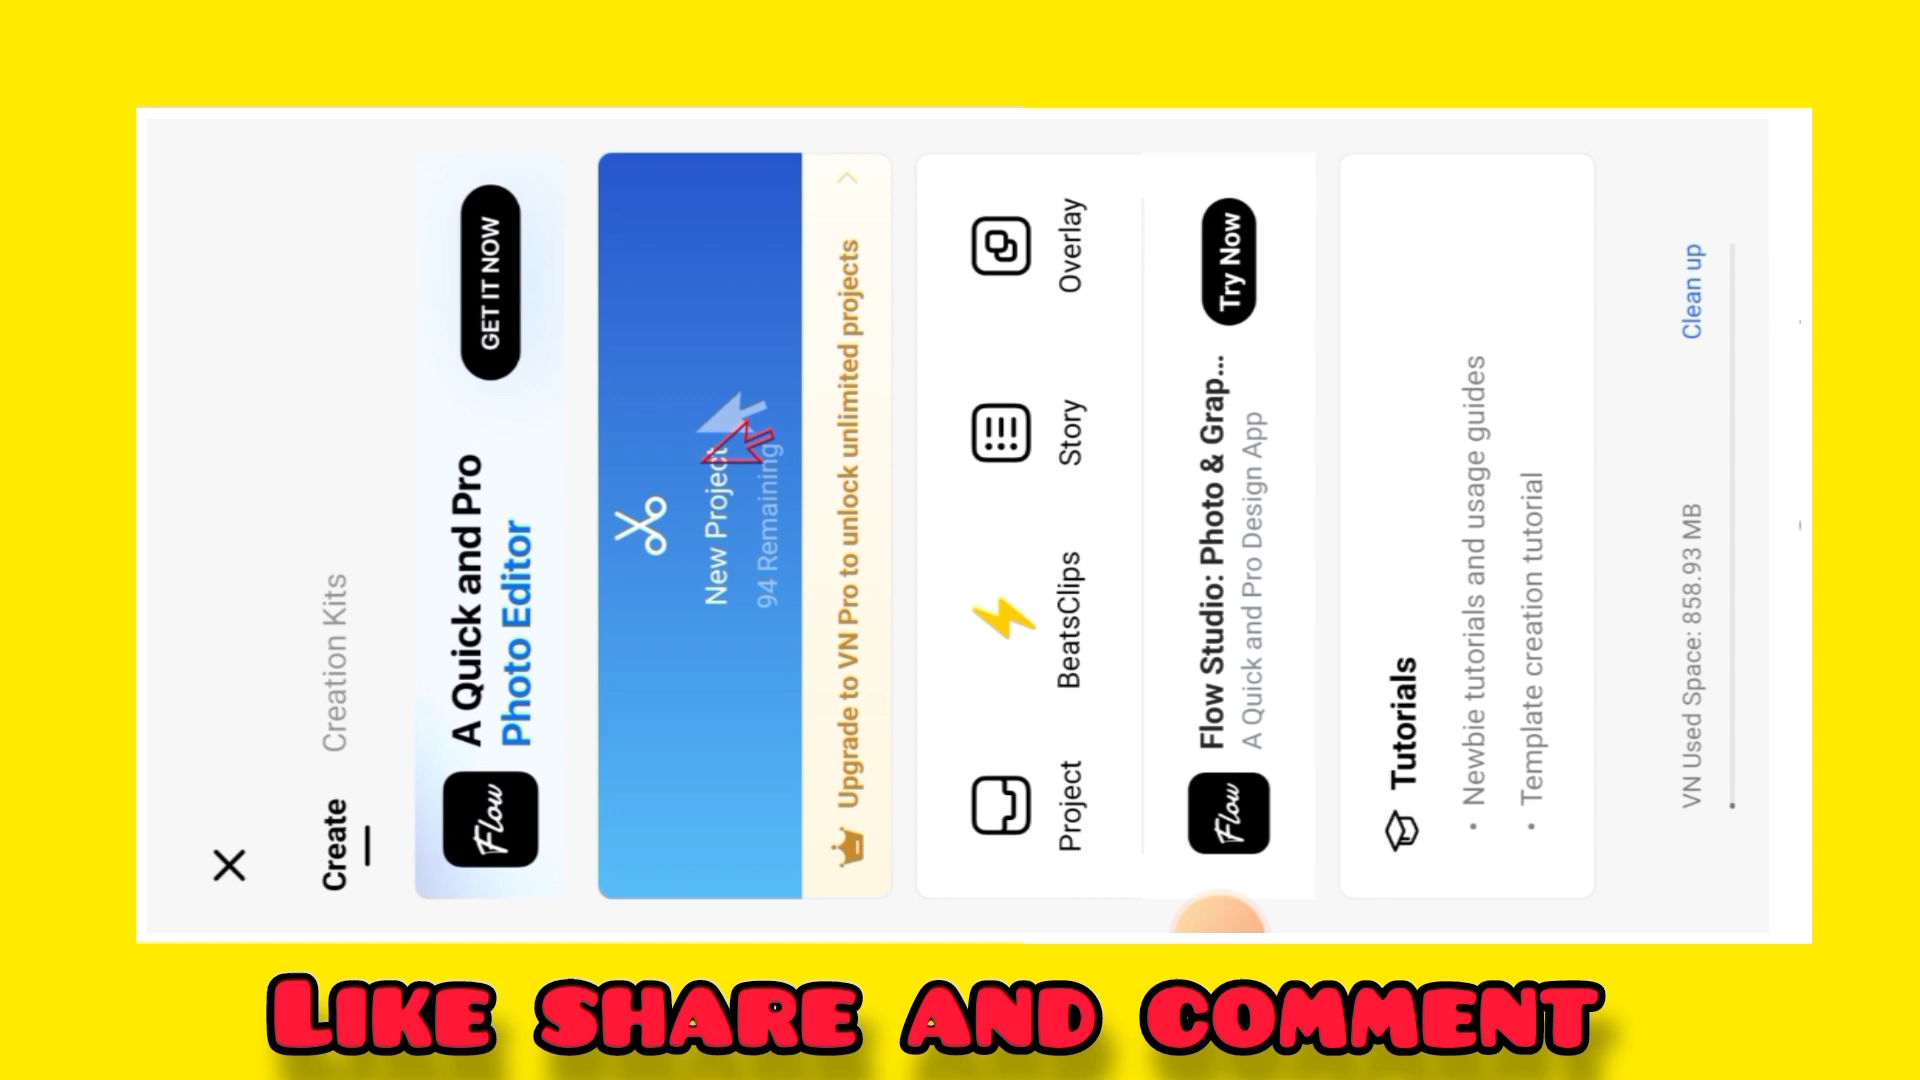 Create Creation Kits
Flow
A Quick and Pro
Photo Editor
GET IT NOW
New Project
94 Remaining
Upgrade to VN Pro to unlock unlimited projects
Project BeatsClips Story Overlay
Flow
Flow Studio: Photo & Grap...
A Quick and Pro Design App
Try Now
Tutorials
• Newbie tutorials and usage guides
• Template creation tutorial
VN Used Space: 858.93 MB Clean up
LIKE SHARE AND COMMENT